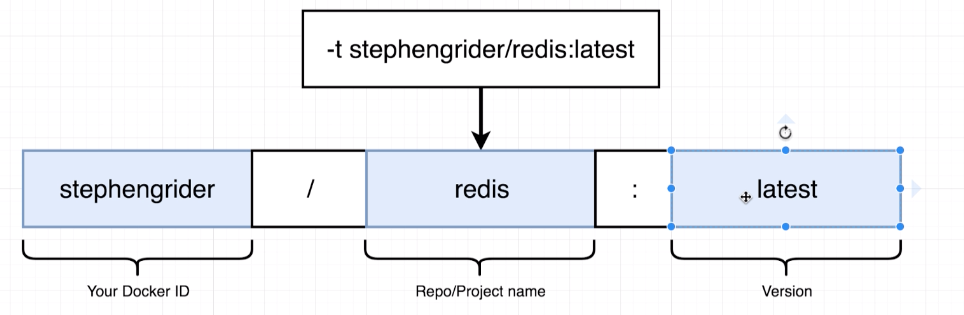 -t stephengrider/redis:latest
stephengrider / redis : latest
Your Docker ID Repo/Project name Version